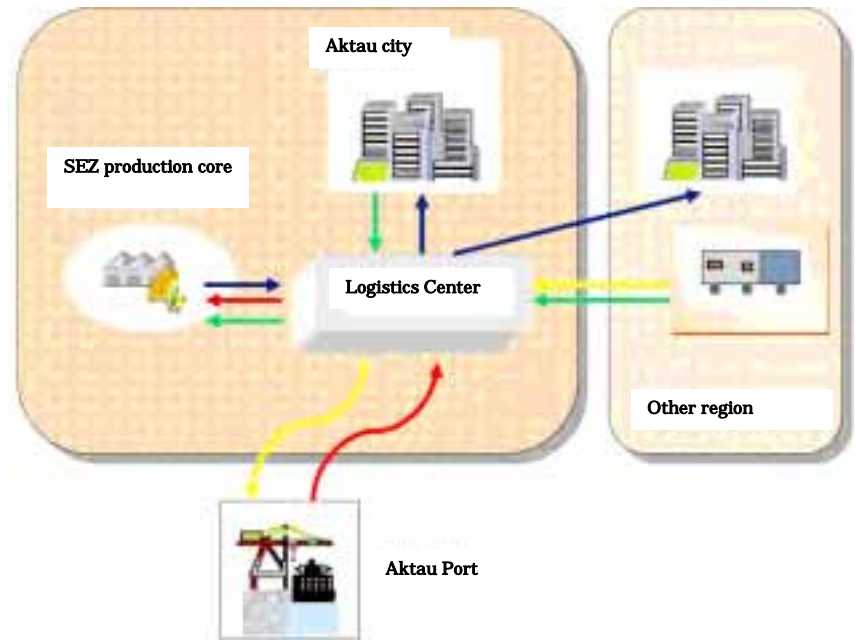 Aktau city
SEZ production core
Logistics Center
Other region
Aktau Port